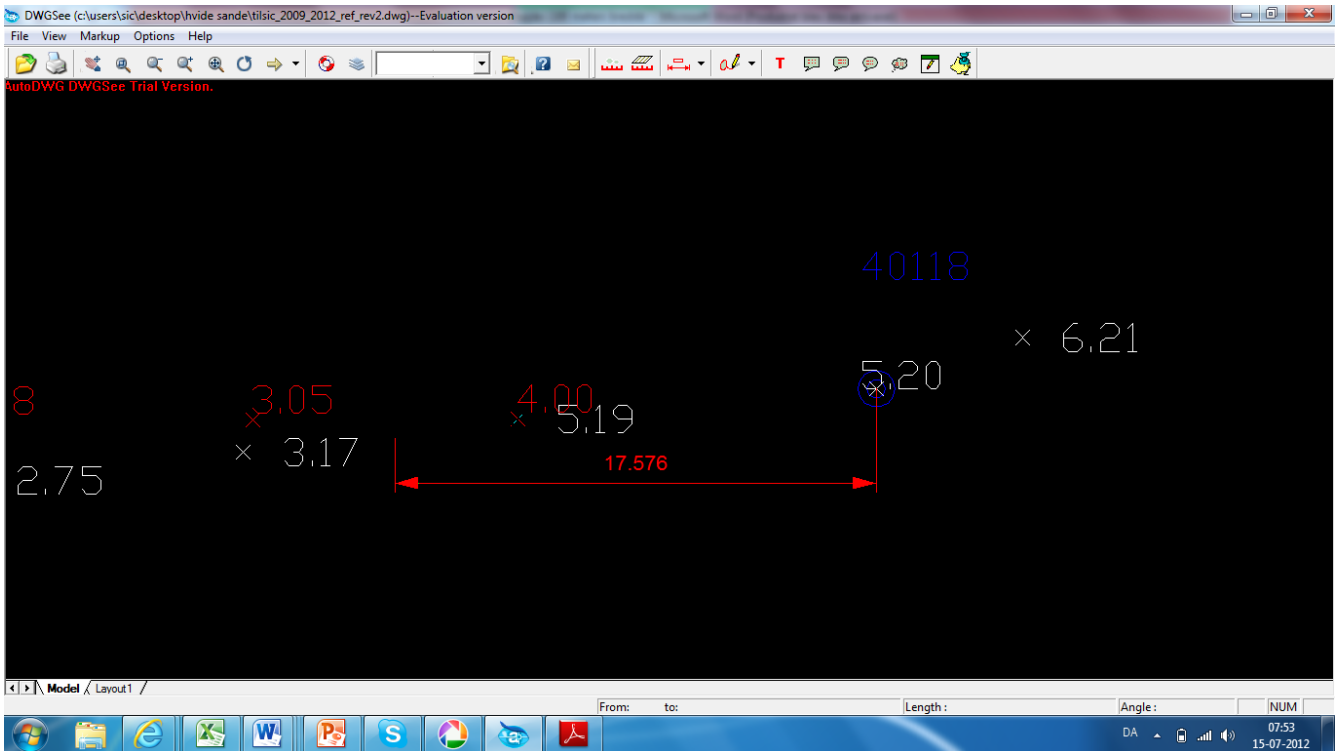 DWGSee (c:\users\sic\desktop\hvide sande\tilsic_2009_2012_ref_rev2.dwg)--Evaluation version
File View Markup Options Help
T
AutoDWG DWGSee Trial Version.
40118
6.21
5.20
8
3.05
4.00
5.19
3.17
2.75
17.576
Model Layout1
From: to: Length : Angle : NUM
DA 07:53
15-07-2012